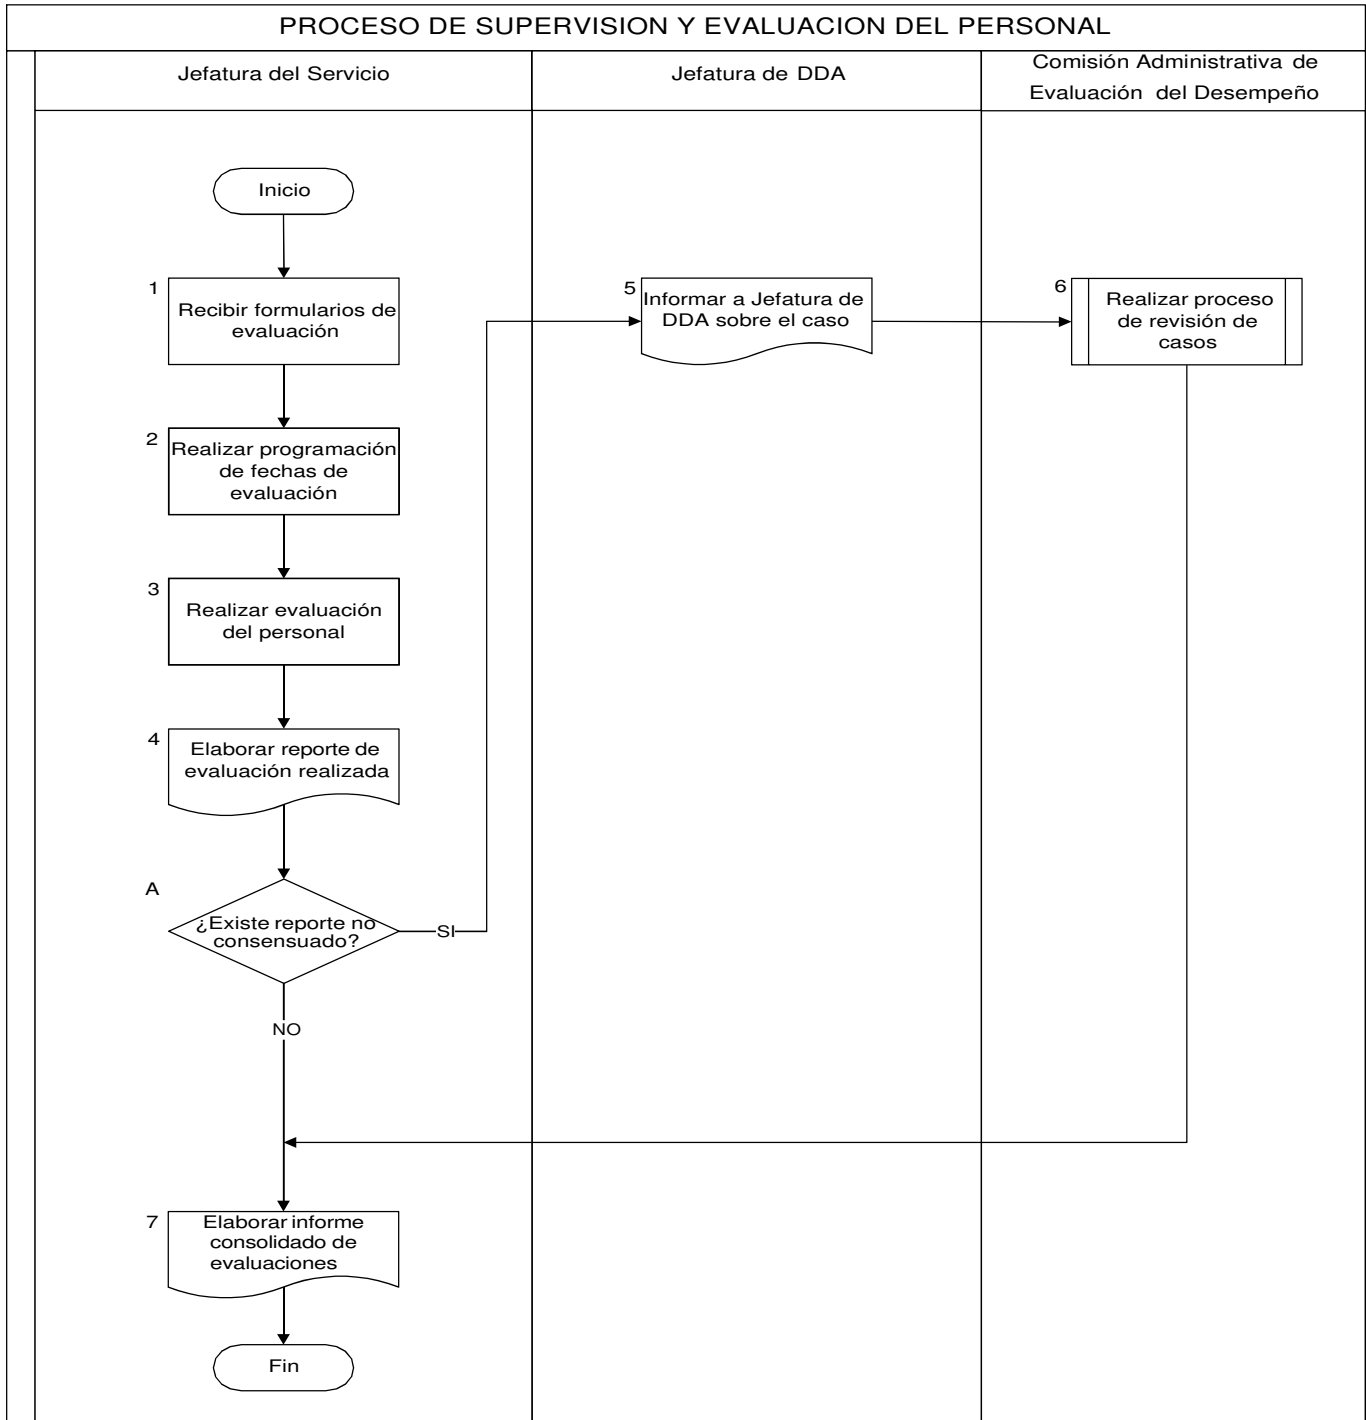 PROCESO DE SUPERVISION Y EVALUACION DEL PERSONAL
Jefatura del Servicio
Jefatura de DDA
Comisión Administrativa de
Evaluación del Desempeño
Inicio
1
Recibir formularios de
evaluación
5
Informar a Jefatura de
DDA sobre el caso
6
Realizar proceso
de revisión de
casos
2
Realizar programación
de fechas de
evaluación
3
Realizar evaluación
del personal
4
Elaborar reporte de
evaluación realizada
A
¿Existe reporte no
consensuado?
SI
NO
7
Elaborar informe
consolidado de
evaluaciones
Fin